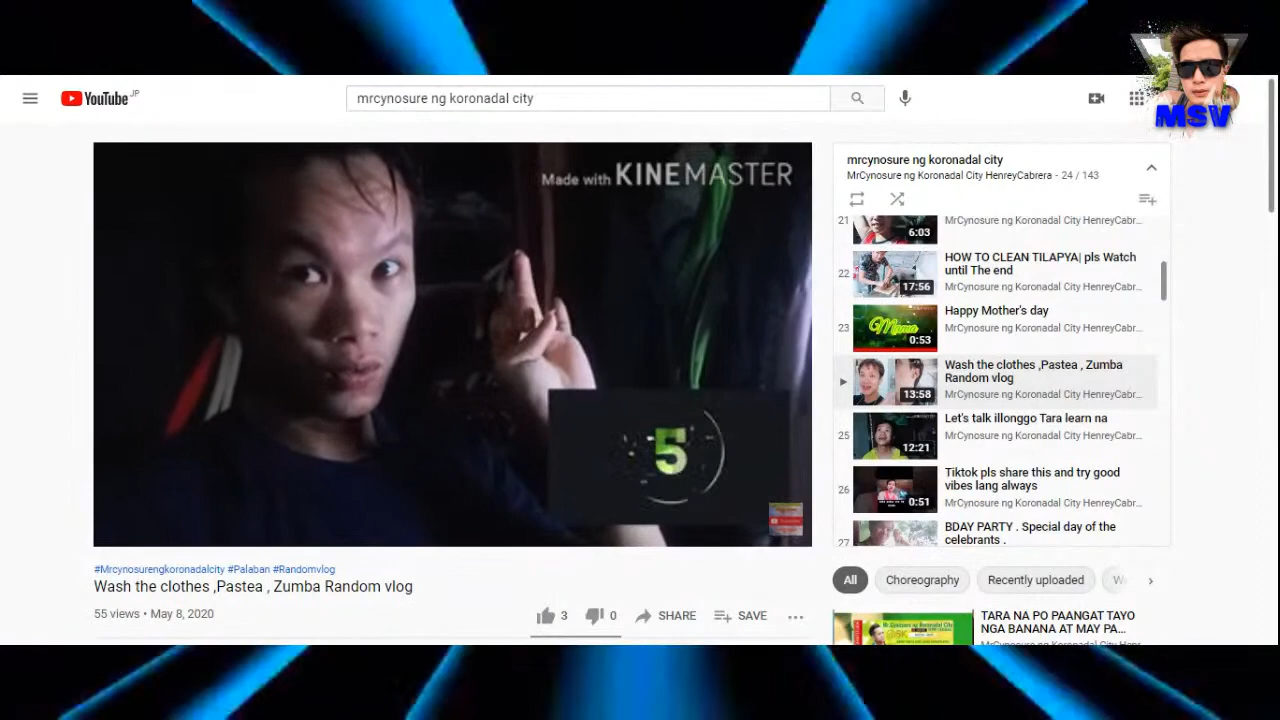 YouTube JP
mrcynosure ng koronadal city
MSV
Made with KINEMASTER
5
#Mrcynosurengkoronadalcity #Palaban #Randomvlog
Wash the clothes ,Pastea , Zumba Random vlog
55 views • May 8, 2020
3
0
SHARE
SAVE
mrcynosure ng koronadal city
MrCynosure ng Koronadal City HenreyCabrera - 24 / 143
21
6:03
MrCynosure ng Koronadal City HenreyCabr...
22
17:56
HOW TO CLEAN TILAPYA| pls Watch
until The end
MrCynosure ng Koronadal City HenreyCabr...
23
Mama
0:53
Happy Mother's day
MrCynosure ng Koronadal City HenreyCabr...
13:58
Wash the clothes ,Pastea , Zumba
Random vlog
MrCynosure ng Koronadal City HenreyCabr...
25
12:21
Let's talk illonggo Tara learn na
MrCynosure ng Koronadal City HenreyCabr...
26
0:51
Tiktok pls share this and try good
vibes lang always
MrCynosure ng Koronadal City HenreyCabr...
27
BDAY PARTY . Special day of the
celebrants .
All
Choreography
Recently uploaded
TARA NA PO PAANGAT TAYO
NGA BANANA AT MAY PA...